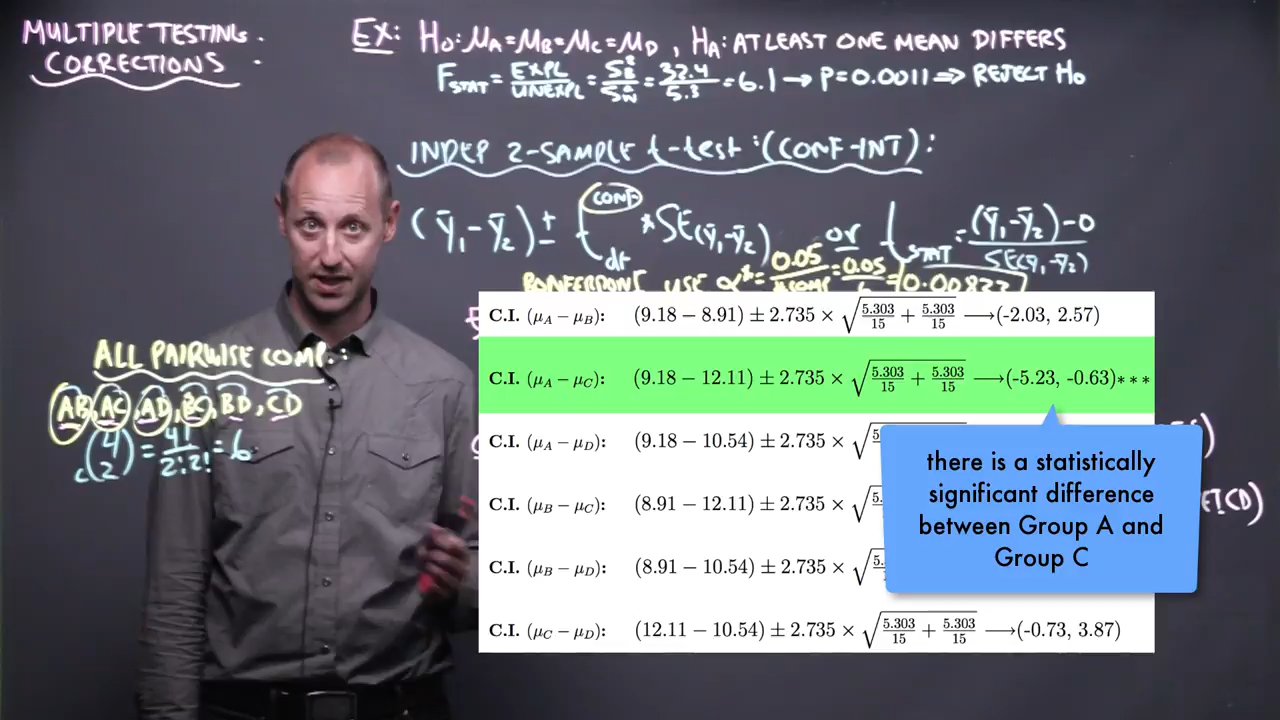 MULTIPLE TESTING
CORRECTIONS
EX: H₀: μA=μB=μC=μD , HA: AT LEAST ONE MEAN DIFFERS
FSTAT = EXPL/UNEXPL = S²B/S²W = 32.4/5.3 = 6.1 → P=0.0011 ⇒ REJECT H₀
INDEP 2-SAMPLE t-test: (CONF-INT):
(ȳ₁-ȳ₂) ± t CONF df * SE(ȳ₁-ȳ₂) or tSTAT = (ȳ₁-ȳ₂)-0 / SE(ȳ₁-ȳ₂)
BONFERRONI USE α* = 0.05/#COMP = 0.05/6 = 0.00833
ALL PAIRWISE COMP.:
AB, AC, AD, BC, BD, CD
(4 2) = 4!/2!2! = 6
C.I. (μA − μB): (9.18 − 8.91) ± 2.735 × √(5.303/15 + 5.303/15) ⟶(-2.03, 2.57)
C.I. (μA − μC): (9.18 − 12.11) ± 2.735 × √(5.303/15 + 5.303/15) ⟶(-5.23, -0.63)∗∗∗
C.I. (μA − μD): (9.18 − 10.54) ± 2.735 × √5.
C.I. (μB − μC): (8.91 − 12.11) ± 2.735 × √5.
C.I. (μB − μD): (8.91 − 10.54) ± 2.735 × √5.
C.I. (μC − μD): (12.11 − 10.54) ± 2.735 × √(5.303/15 + 5.303/15) ⟶(-0.73, 3.87)
there is a statistically
significant difference
between Group A and
Group C
CD)